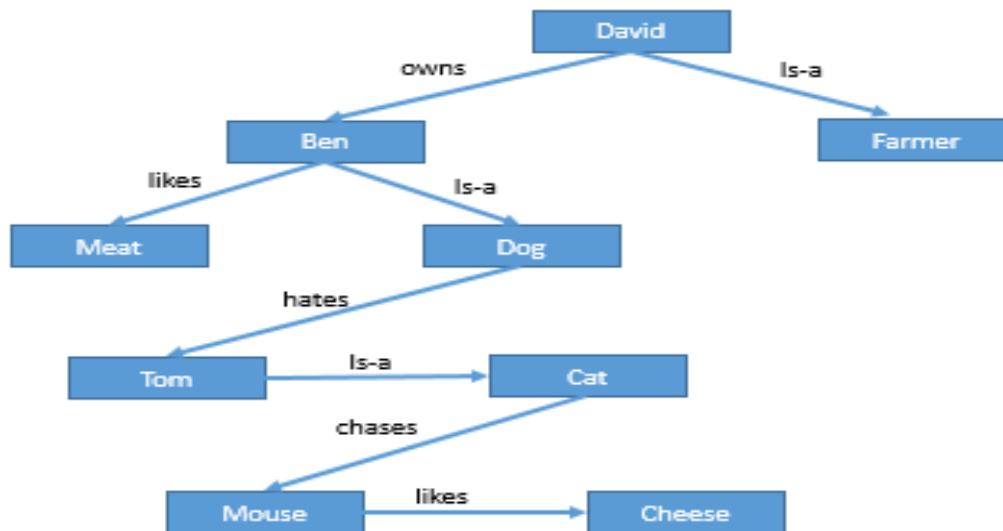 David
owns
Is-a
Ben
Farmer
likes
Is-a
Meat
Dog
hates
Tom
Is-a
Cat
chases
Mouse
likes
Cheese